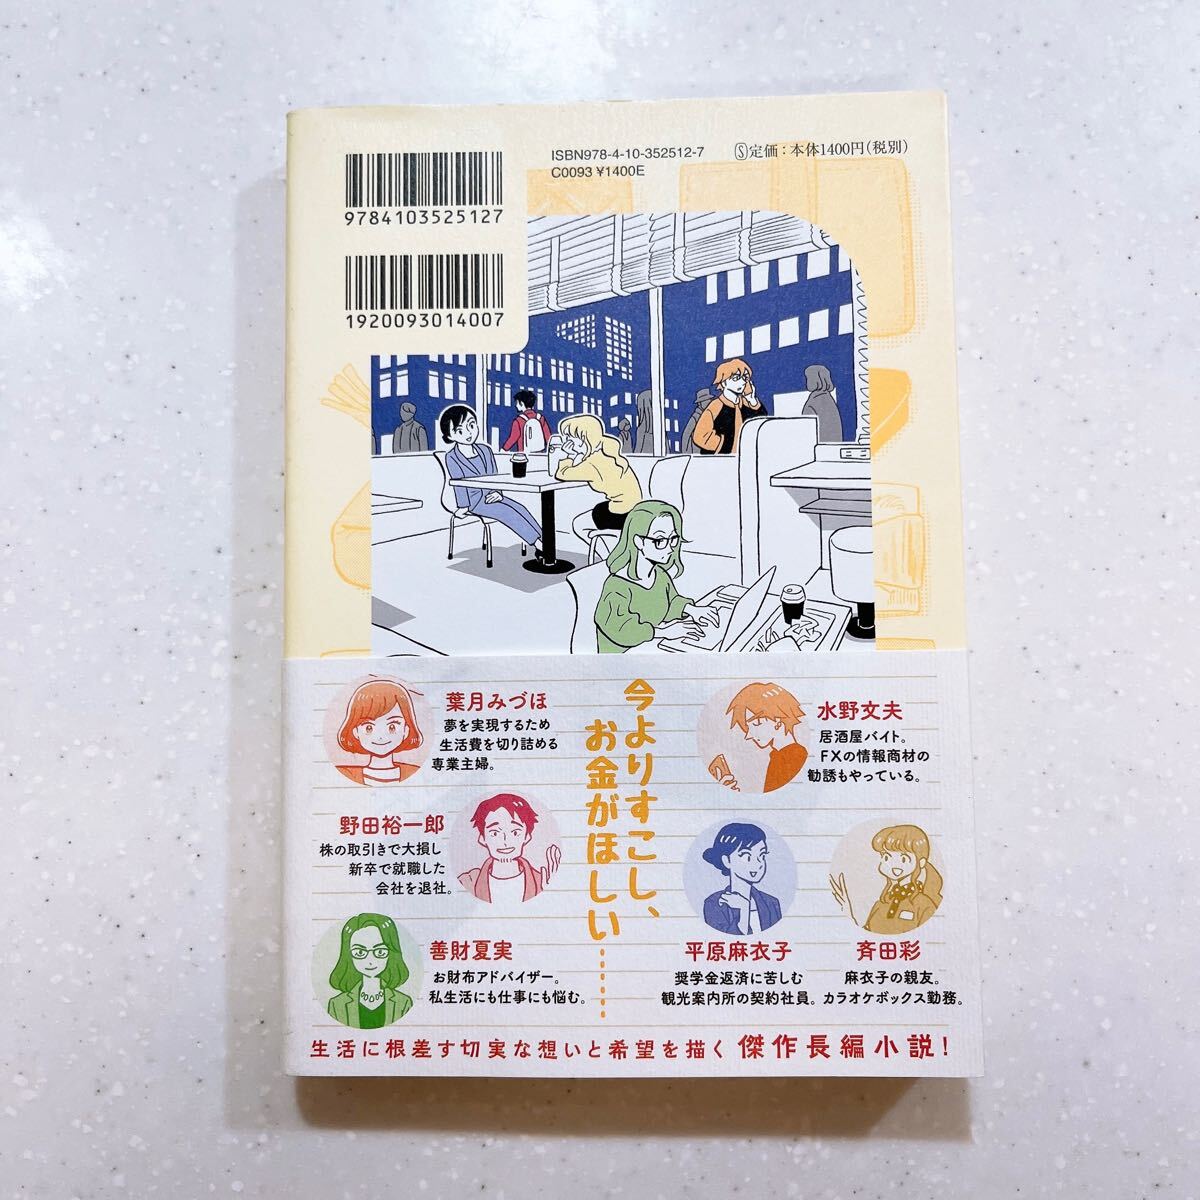 ISBN978-4-10-352512-7
C0093 ¥1400E
Ⓢ定価:本体1400円(税別)
9784103525127
1920093014007
今よりすこし、
お金がほしい……
葉月みづほ
夢を実現するため
生活費を切り詰める
専業主婦。
水野文夫
居酒屋バイト。
FXの情報商材の
勧誘もやっている。
野田裕一郎
株の取引きで大損し
新卒で就職した
会社を退社。
善財夏実
お財布アドバイザー。
私生活にも仕事にも悩む。
平原麻衣子
奨学金返済に苦しむ
観光案内所の契約社員。
斉田彩
麻衣子の親友。
カラオケボックス勤務。
生活に根差す切実な想いと希望を描く 傑作長編小説!